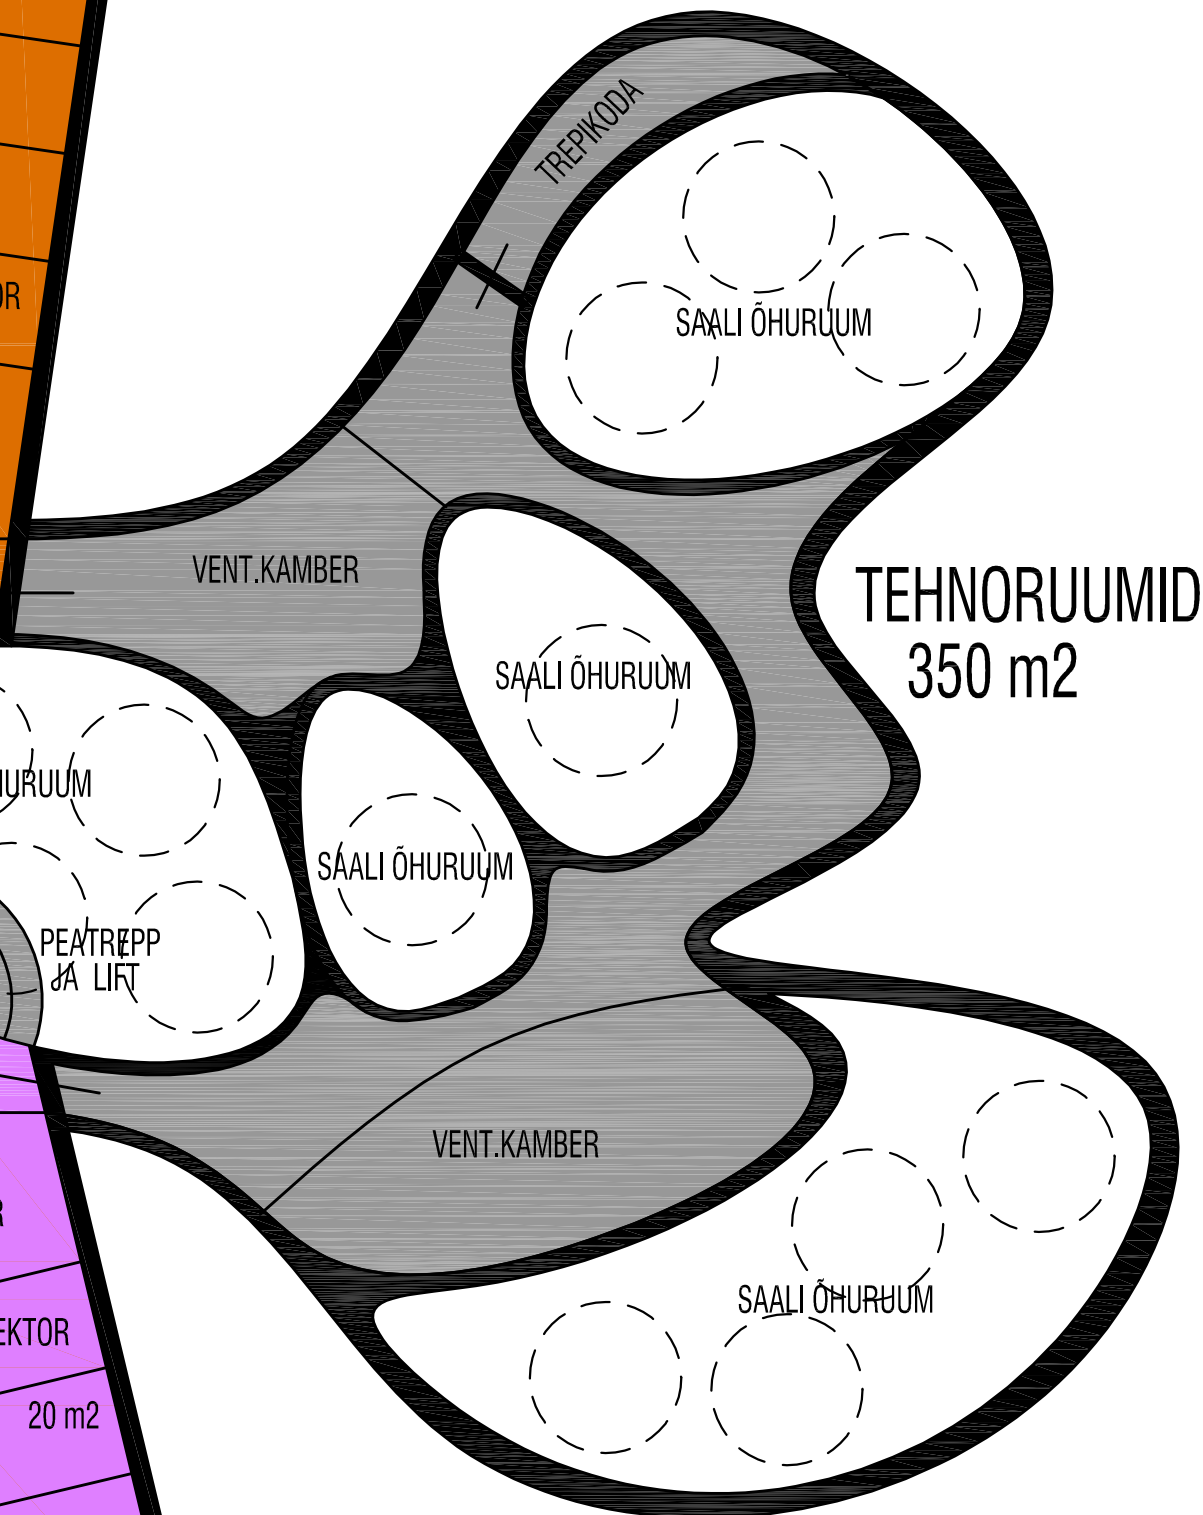 TREPIKODA
SAALI ÕHURUUM
VENT.KAMBER
TEHNORUUMID
350 m2
SAALI ÕHURUUM
SAALI ÕHURUUM
PEATREPP
JA LIFT
VENT.KAMBER
SAALI ÕHURUUM
20 m2